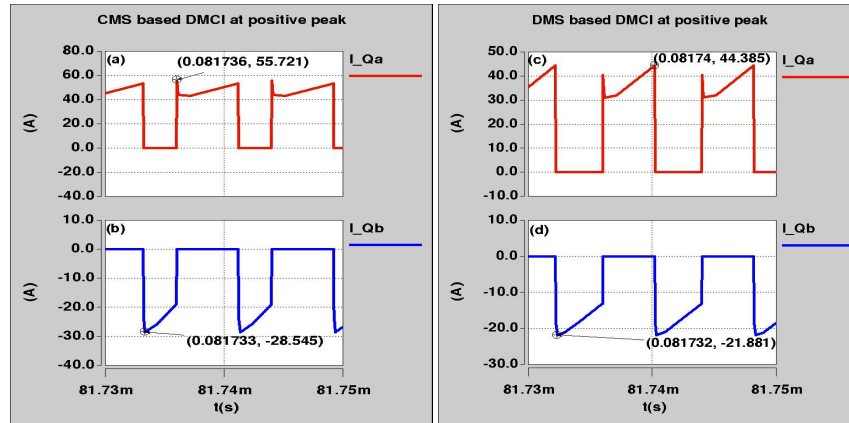 CMS based DMCI at positive peak
(a)
(0.081736, 55.721)
I_Qa
80.0
60.0
40.0
20.0
0.0
-20.0
-40.0
(A)
(b)
I_Qb
10.0
0.0
-10.0
-20.0
-30.0
-40.0
(A)
(0.081733, -28.545)
81.73m
81.74m
81.75m
t(s)
DMS based DMCI at positive peak
(c)
(0.08174, 44.385)
I_Qa
50.0
40.0
30.0
20.0
10.0
0.0
-10.0
(A)
(d)
I_Qb
10.0
0.0
-10.0
-20.0
-30.0
(A)
(0.081732, -21.881)
81.73m
81.74m
81.75m
t(s)